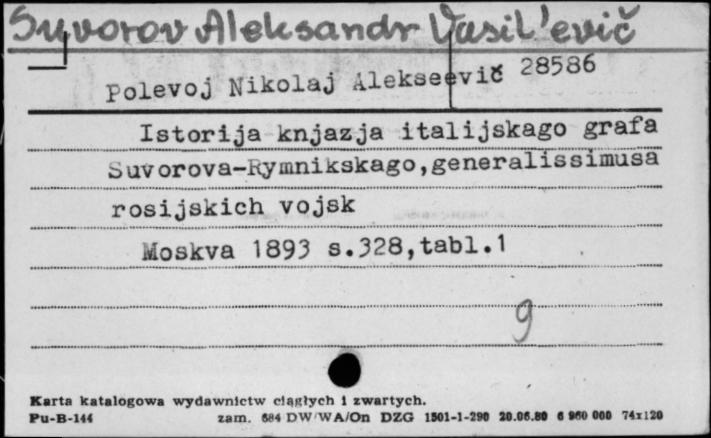 Suvorov Aleksandr Vasil'evič
Polevoj Nikolaj Alekseevič 28586
Istorija knjazja italijskago grafa
Suvorova-Rymnikskago,generalissimusa
rosijskich vojsk
Moskva 1893 s.328,tabl.1
9
Karta katalogowa wydawnictw ciągłych i zwartych.
Pu-B-144 zam. 684 DW/WA/On DZG 1501-1-290 20.06.80 6 960 000 74x120